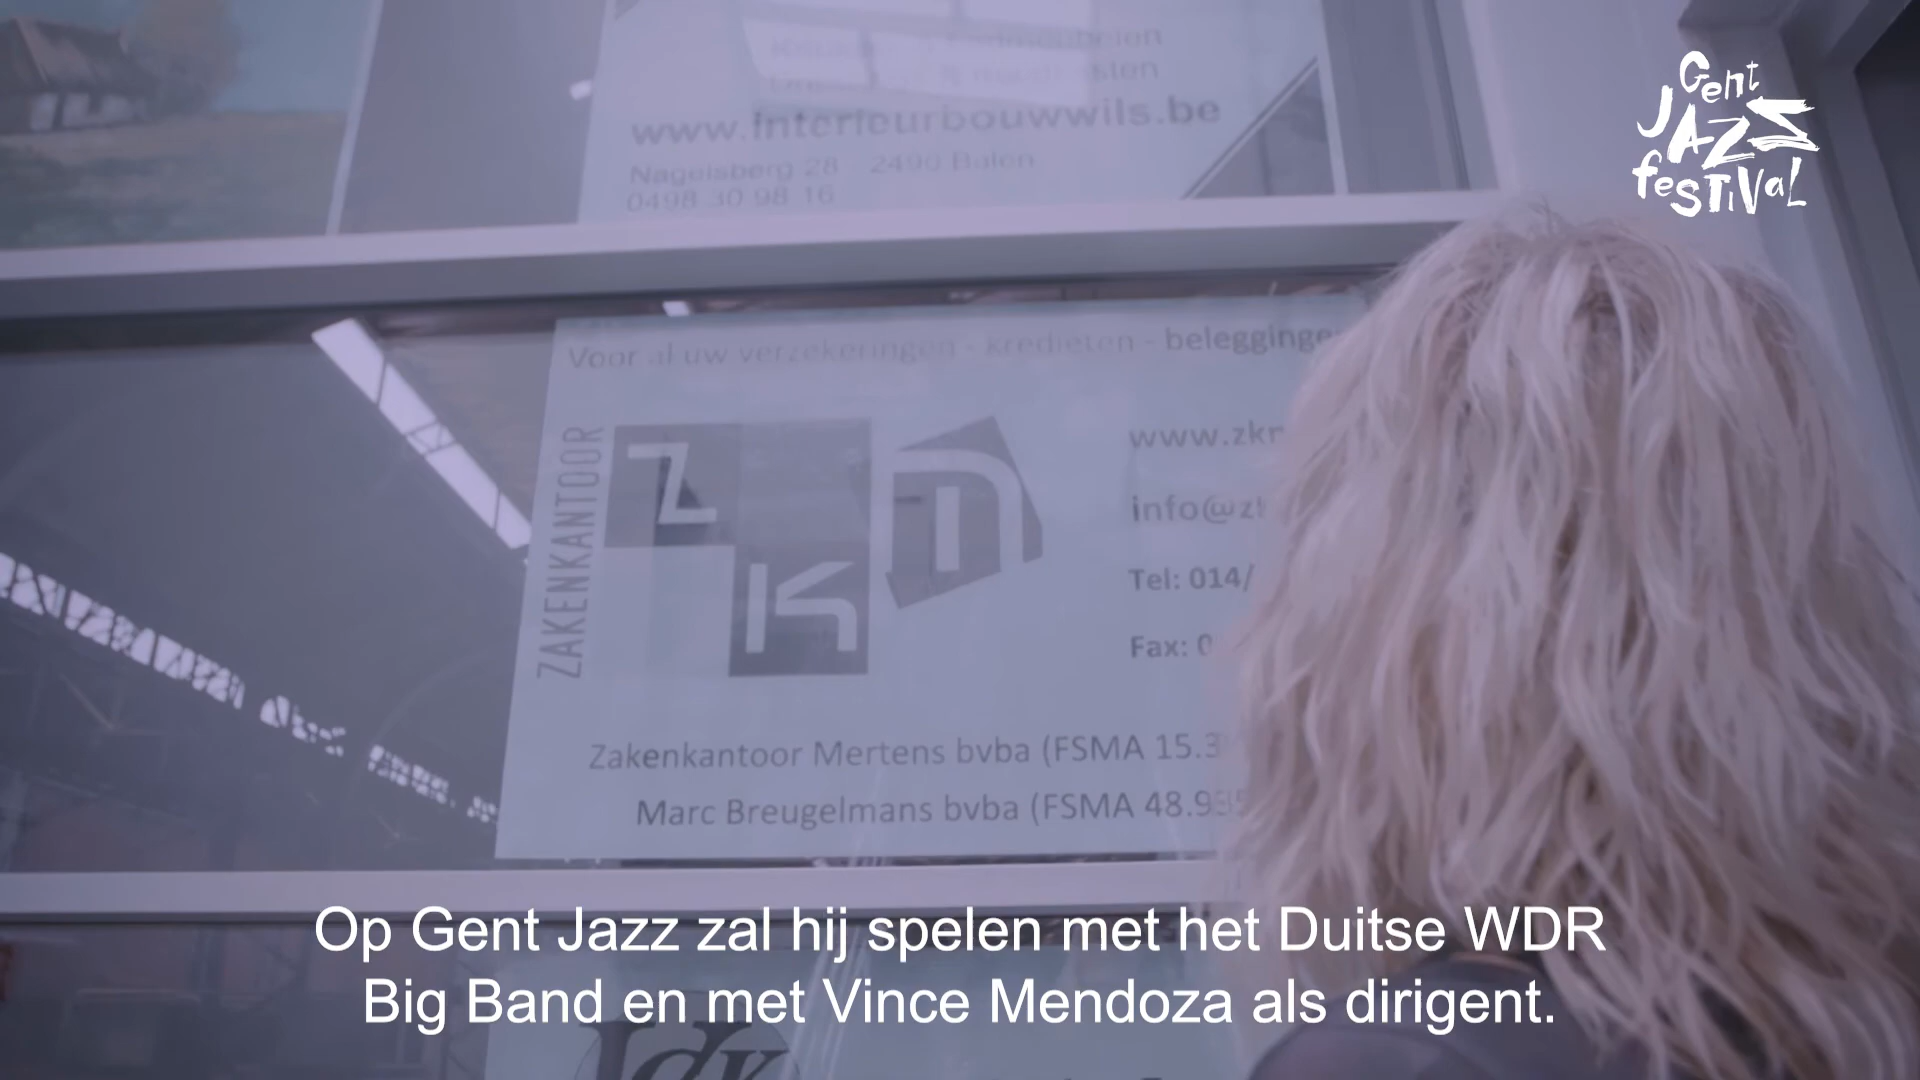 Gent
JAZZ
festival
www.interieurbouwwils.be
Nagelsberg 28 2490 Balen
0498 30 98 16
Voor al uw verzekeringen - kredieten - belegginge
ZAKENKANTOOR
ZKM
www.zk
info@z
Tel: 014/
Fax: 0
Zakenkantoor Mertens bvba (FSMA 15.3
Marc Breugelmans bvba (FSMA 48.9
Op Gent Jazz zal hij spelen met het Duitse WDR
Big Band en met Vince Mendoza als dirigent.